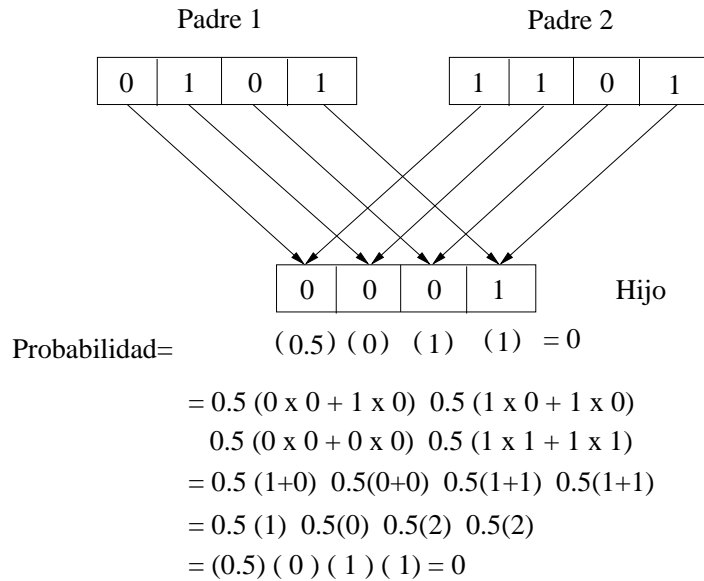 Padre 1 Padre 2
0 1 0 1 1 1 0 1
0 0 0 1 Hijo
Probabilidad= (0.5) (0) (1) (1) = 0
= 0.5 (0 x 0 + 1 x 0) 0.5 (1 x 0 + 1 x 0)
0.5 (0 x 0 + 0 x 0) 0.5 (1 x 1 + 1 x 1)
= 0.5 (1+0) 0.5(0+0) 0.5(1+1) 0.5(1+1)
= 0.5 (1) 0.5(0) 0.5(2) 0.5(2)
= (0.5) ( 0 ) ( 1 ) ( 1 ) = 0